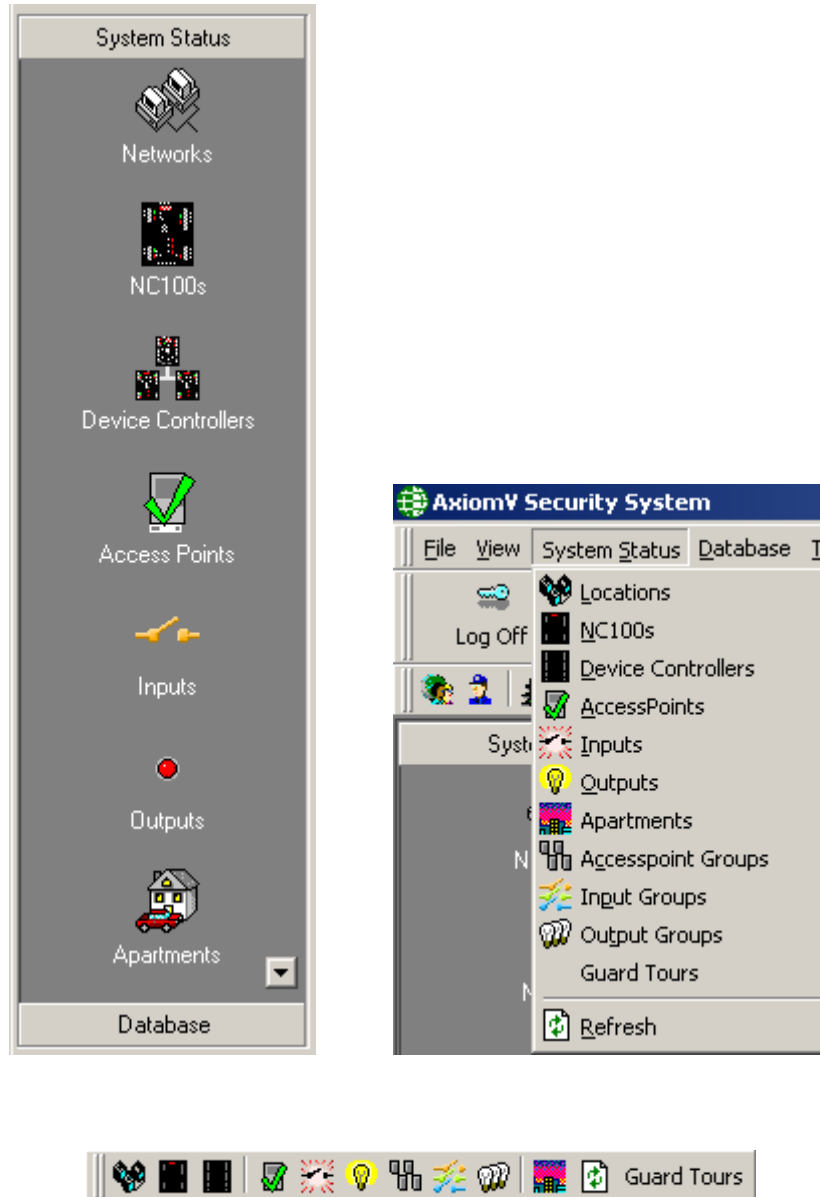 System Status
Networks
NC100s
Device Controllers
Access Points
Inputs
Outputs
Apartments
Database
AxiomV Security System
File View System Status Database T
Log Off
Syst
N
N
Locations
NC100s
Device Controllers
AccessPoints
Inputs
Outputs
Apartments
Accesspoint Groups
Input Groups
Output Groups
Guard Tours
Refresh
Guard Tours